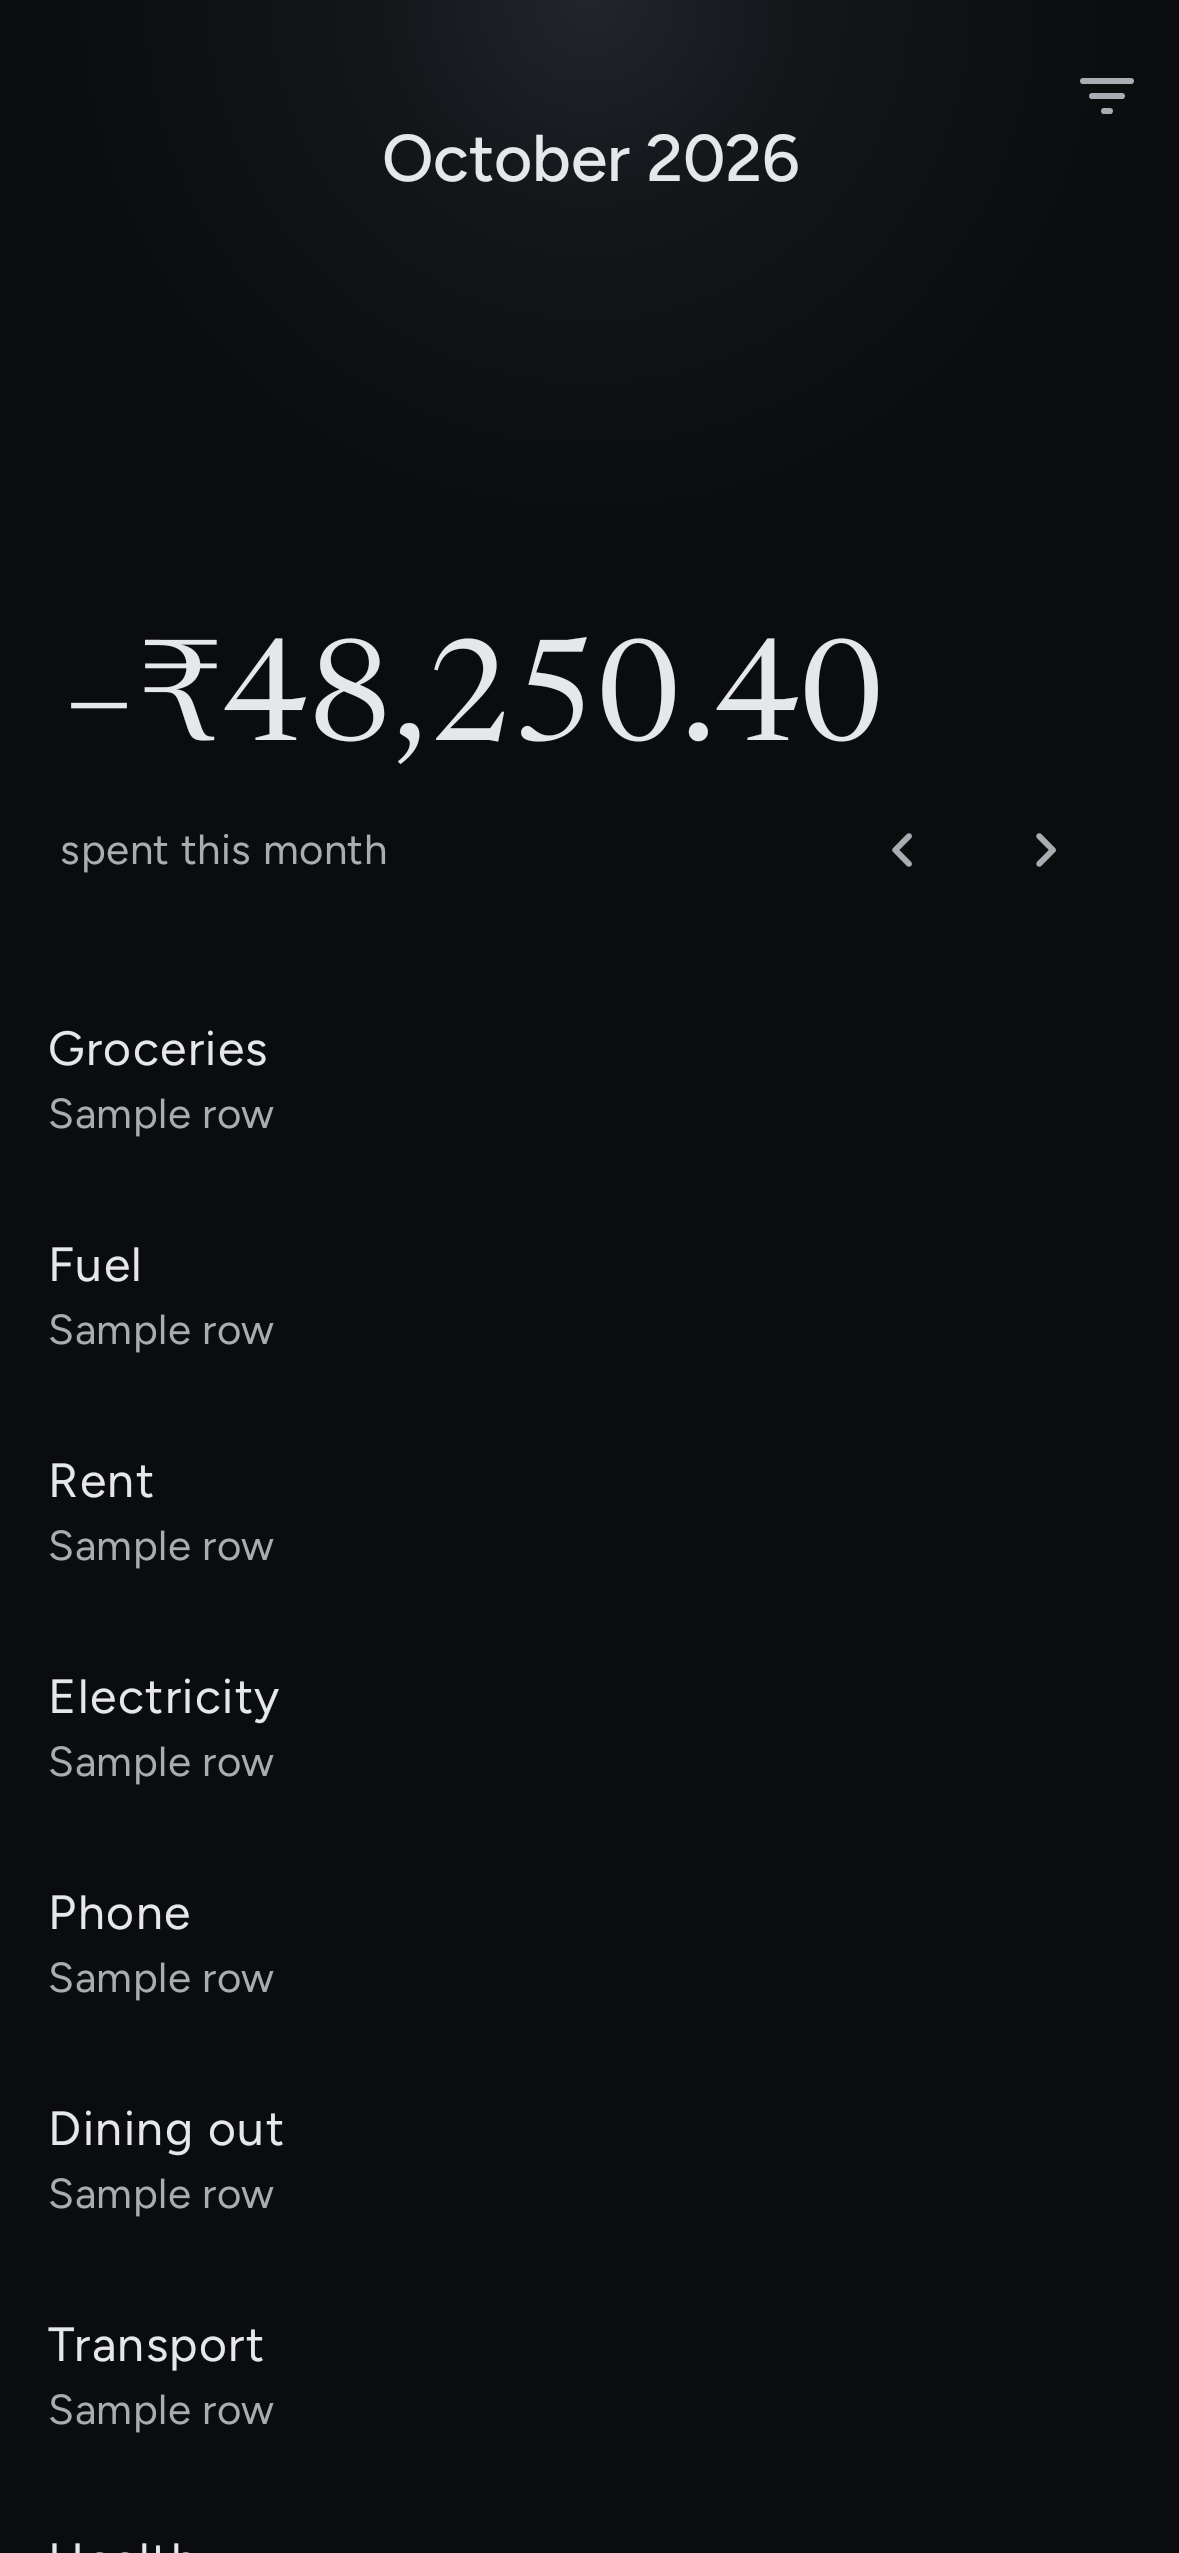 October 2026
–₹48,250.40
spent this month
Groceries
Sample row
Fuel
Sample row
Rent
Sample row
Electricity
Sample row
Phone
Sample row
Dining out
Sample row
Transport
Sample row